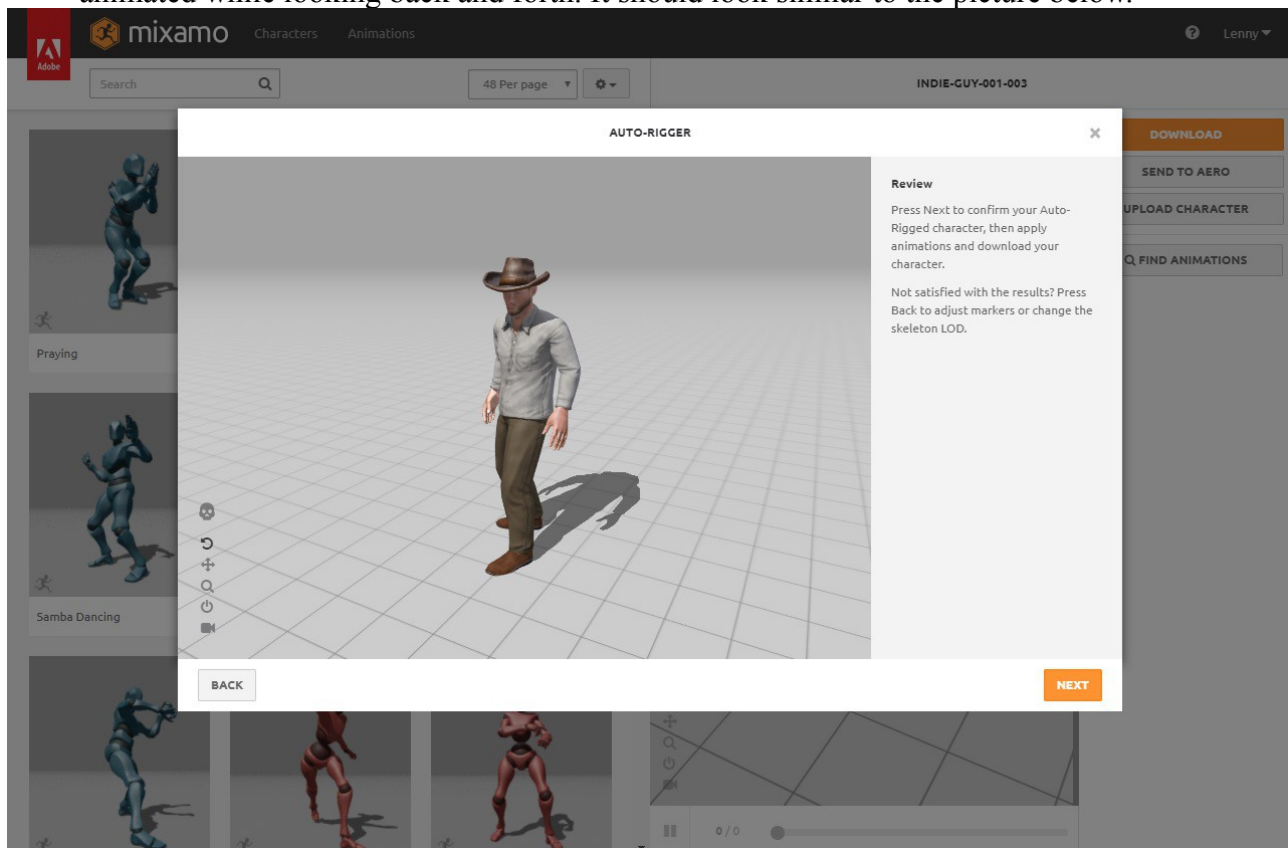 animated while looking back and forth. It should look similar to the picture below.
Adobe
mixamo Characters Animations Lenny
Search 48 Per page INDIE-GUY-001-003
AUTO-RIGGER
DOWNLOAD
SEND TO AERO
UPLOAD CHARACTER
FIND ANIMATIONS
Review
Press Next to confirm your Auto-
Rigged character, then apply
animations and download your
character.
Not satisfied with the results? Press
Back to adjust markers or change the
skeleton LOD.
Praying
Samba Dancing
BACK NEXT
0 / 0